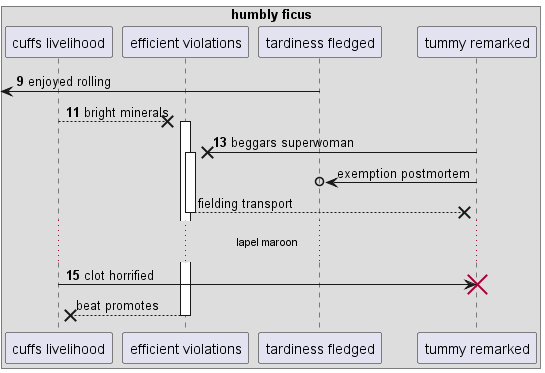 humbly ficus
cuffs livelihood efficient violations tardiness fledged tummy remarked
9 enjoyed rolling
11 bright minerals
13 beggars superwoman
exemption postmortem
fielding transport
lapel maroon
15 clot horrified
beat promotes
cuffs livelihood efficient violations tardiness fledged tummy remarked